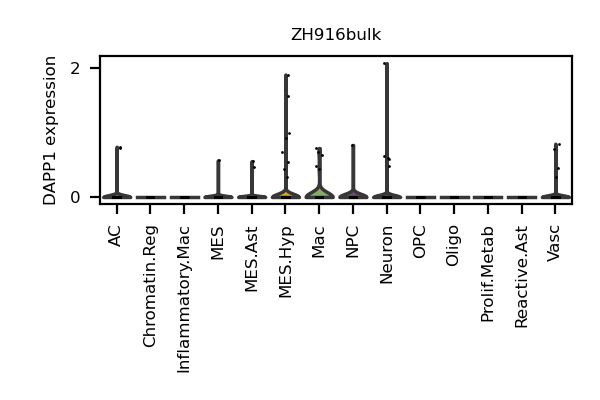 ZH916bulk
DAPP1 expression
2
0
AC
Chromatin.Reg
Inflammatory.Mac
MES
MES.Ast
MES.Hyp
Mac
NPC
Neuron
OPC
Oligo
Prolif.Metab
Reactive.Ast
Vasc